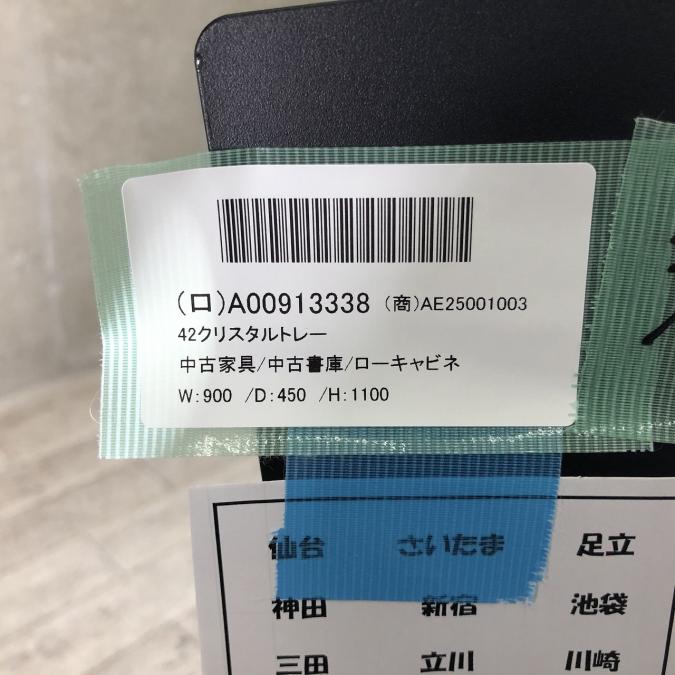 (ロ)A00913338 (商)AE25001003
42クリスタルトレー
中古家具/中古書庫/ローキャビネ
W:900 /D:450 /H:1100
仙台 さいたま 足立
神田 新宿 池袋
三田 立川 川崎